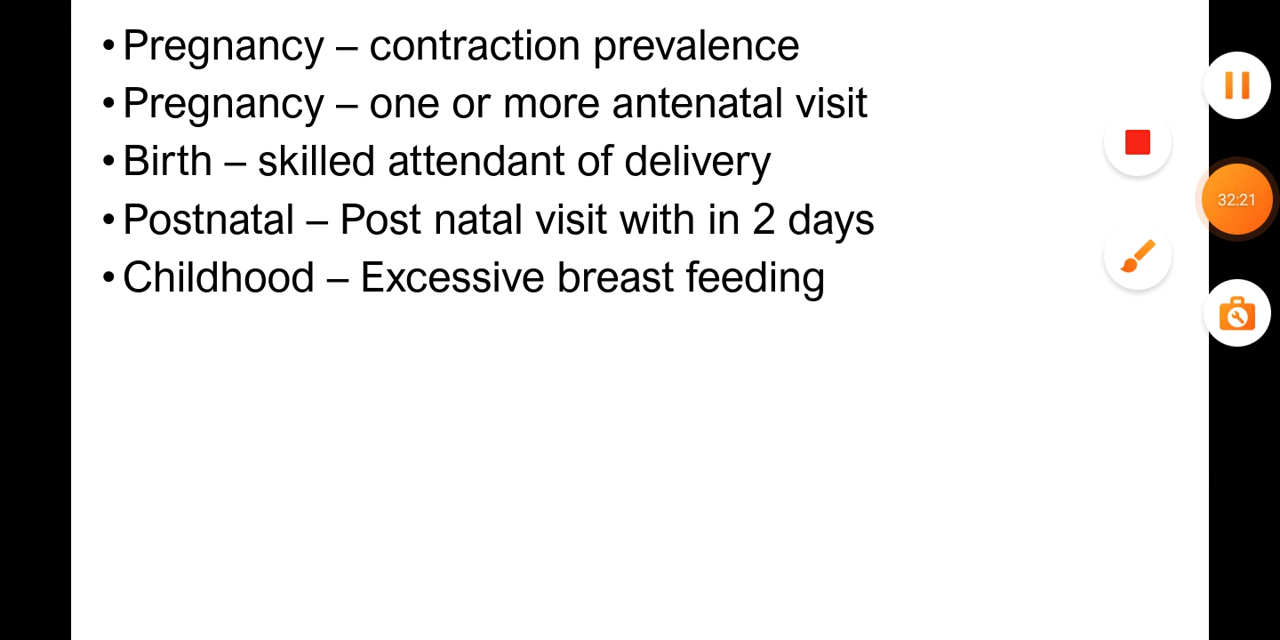 • Pregnancy – contraction prevalence
• Pregnancy – one or more antenatal visit
• Birth – skilled attendant of delivery
• Postnatal – Post natal visit with in 2 days
• Childhood – Excessive breast feeding
32:21